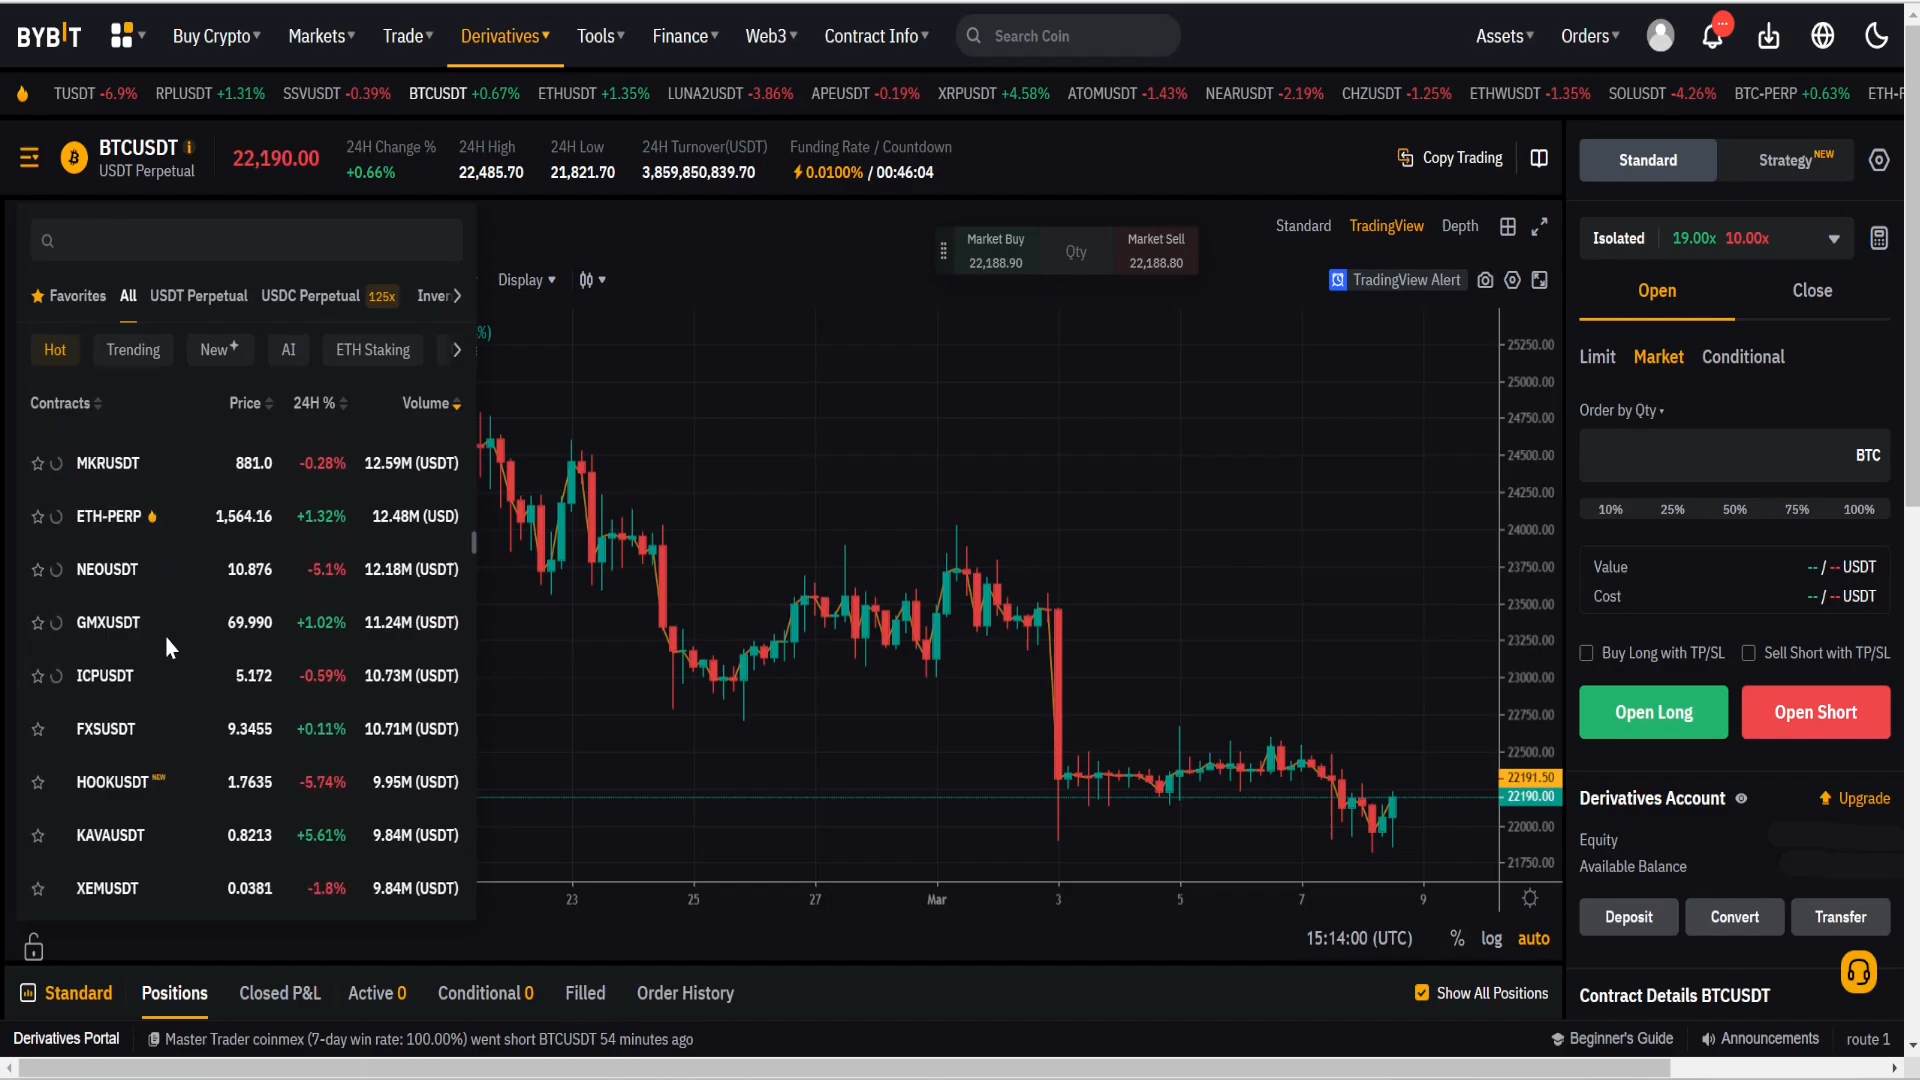 BYBIT Buy Crypto Markets Trade Derivatives Tools Finance Web3 Contract Info Search Coin Assets Orders
TUSDT -6.9% RPLUSDT +1.31% SSVUSDT -0.39% BTCUSDT +0.67% ETHUSDT +1.35% LUNA2USDT -3.86% APEUSDT -0.19% XRPUSDT +4.58% ATOMUSDT -1.43% NEARUSDT -2.19% CHZUSDT -1.25% ETHWUSDT -1.35% SOLUSDT -4.26% BTC-PERP +0.63% ETH-
BTCUSDT
USDT Perpetual
22,190.00
24H Change %
+0.66%
24H High
22,485.70
24H Low
21,821.70
24H Turnover(USDT)
3,859,850,839.70
Funding Rate / Countdown
0.0100% / 00:46:04
Copy Trading
Favorites All USDT Perpetual USDC Perpetual 125x Inver
Hot Trending New AI ETH Staking
Contracts Price 24H % Volume
MKRUSDT 881.0 -0.28% 12.59M (USDT)
ETH-PERP 1,564.16 +1.32% 12.48M (USD)
NEOUSDT 10.876 -5.1% 12.18M (USDT)
GMXUSDT 69.990 +1.02% 11.24M (USDT)
ICPUSDT 5.172 -0.59% 10.73M (USDT)
FXSUSDT 9.3455 +0.11% 10.71M (USDT)
HOOKUSDT NEW 1.7635 -5.74% 9.95M (USDT)
KAVAUSDT 0.8213 +5.61% 9.84M (USDT)
XEMUSDT 0.0381 -1.8% 9.84M (USDT)
Standard TradingView Depth
Market Buy
22,188.90
Qty
Market Sell
22,188.80
Display
TradingView Alert
%)
25250.00
25000.00
24750.00
24500.00
24250.00
24000.00
23750.00
23500.00
23250.00
23000.00
22750.00
22500.00
22191.50
22190.00
22000.00
21750.00
23 25 27 Mar 3 5 7 9
15:14:00 (UTC) % log auto
Standard Strategy NEW
Isolated 19.00x 10.00x
Open Close
Limit Market Conditional
Order by Qty
BTC
10% 25% 50% 75% 100%
Value -- / -- USDT
Cost -- / -- USDT
Buy Long with TP/SL Sell Short with TP/SL
Open Long Open Short
Derivatives Account Upgrade
Equity
Available Balance
Deposit Convert Transfer
Contract Details BTCUSDT
Standard Positions Closed P&L Active 0 Conditional 0 Filled Order History Show All Positions
Derivatives Portal Master Trader coinmex (7-day win rate: 100.00%) went short BTCUSDT 54 minutes ago Beginner's Guide Announcements route 1